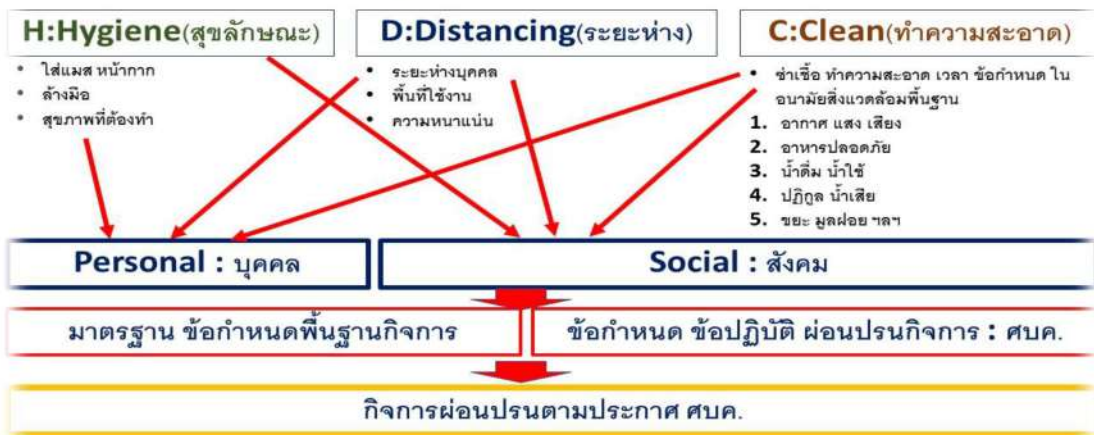 H:Hygiene(สุขลักษณะ)
• ใส่แมส หน้ากาก
• ล้างมือ
• สุขภาพที่ต้องทำ
D:Distancing(ระยะห่าง)
• ระยะห่างบุคคล
• พื้นที่ใช้งาน
• ความหนาแน่น
C:Clean(ทำความสะอาด)
• ฆ่าเชื้อ ทำความสะอาด เวลา ข้อกำหนด ใน
อนามัยสิ่งแวดล้อมพื้นฐาน
1. อากาศ แสง เสียง
2. อาหารปลอดภัย
3. น้ำดื่ม น้ำใช้
4. ปฏิกูล น้ำเสีย
5. ขยะ มูลฝอย ฯลฯ
Personal : บุคคล
Social : สังคม
มาตรฐาน ข้อกำหนดพื้นฐานกิจการ
ข้อกำหนด ข้อปฏิบัติ ผ่อนปรนกิจการ : ศบค.
กิจการผ่อนปรนตามประกาศ ศบค.